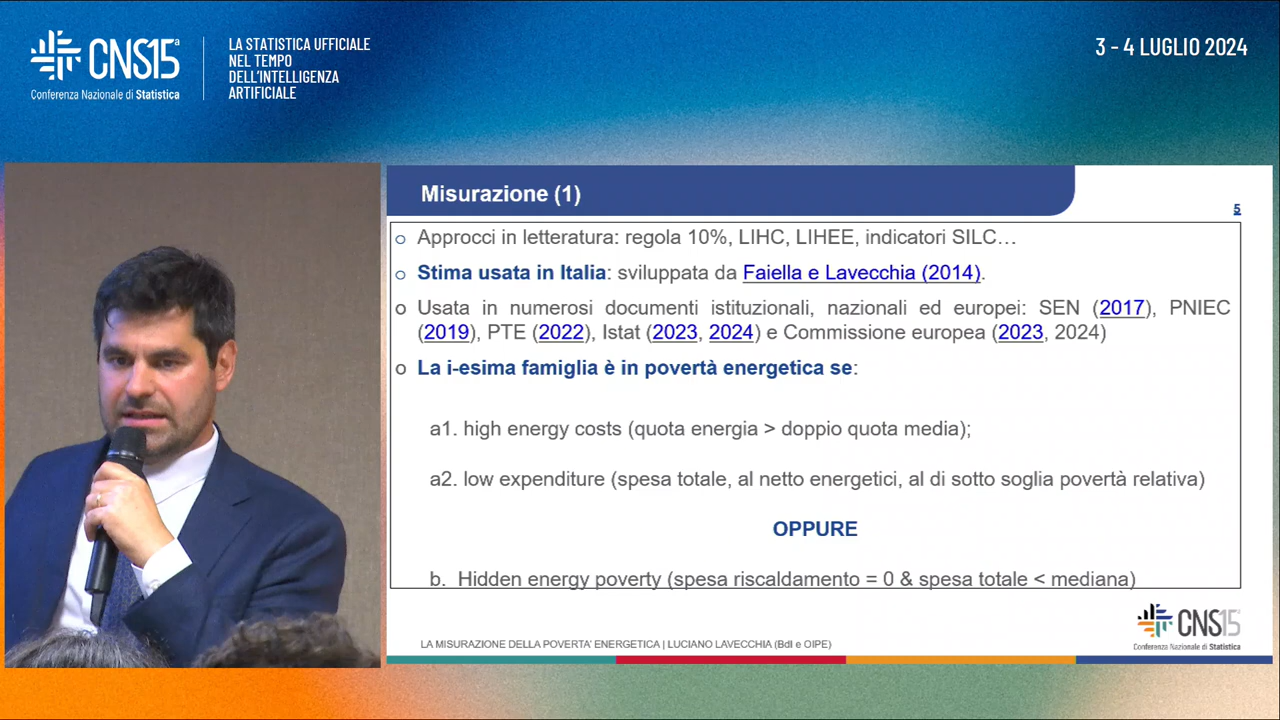 CNS15ª
Conferenza Nazionale di Statistica
LA STATISTICA UFFICIALE
NEL TEMPO
DELL'INTELLIGENZA
ARTIFICIALE
3 - 4 LUGLIO 2024
Misurazione (1)
5
o Approcci in letteratura: regola 10%, LIHC, LIHEE, indicatori SILC…
o Stima usata in Italia: sviluppata da Faiella e Lavecchia (2014).
o Usata in numerosi documenti istituzionali, nazionali ed europei: SEN (2017), PNIEC
(2019), PTE (2022), Istat (2023, 2024) e Commissione europea (2023, 2024)
o La i-esima famiglia è in povertà energetica se:
a1. high energy costs (quota energia > doppio quota media);
a2. low expenditure (spesa totale, al netto energetici, al di sotto soglia povertà relativa)
OPPURE
b. Hidden energy poverty (spesa riscaldamento = 0 & spesa totale < mediana)
LA MISURAZIONE DELLA POVERTA' ENERGETICA | LUCIANO LAVECCHIA (BdI e OIPE)
CNS15
Conferenza Nazionale di Statistica